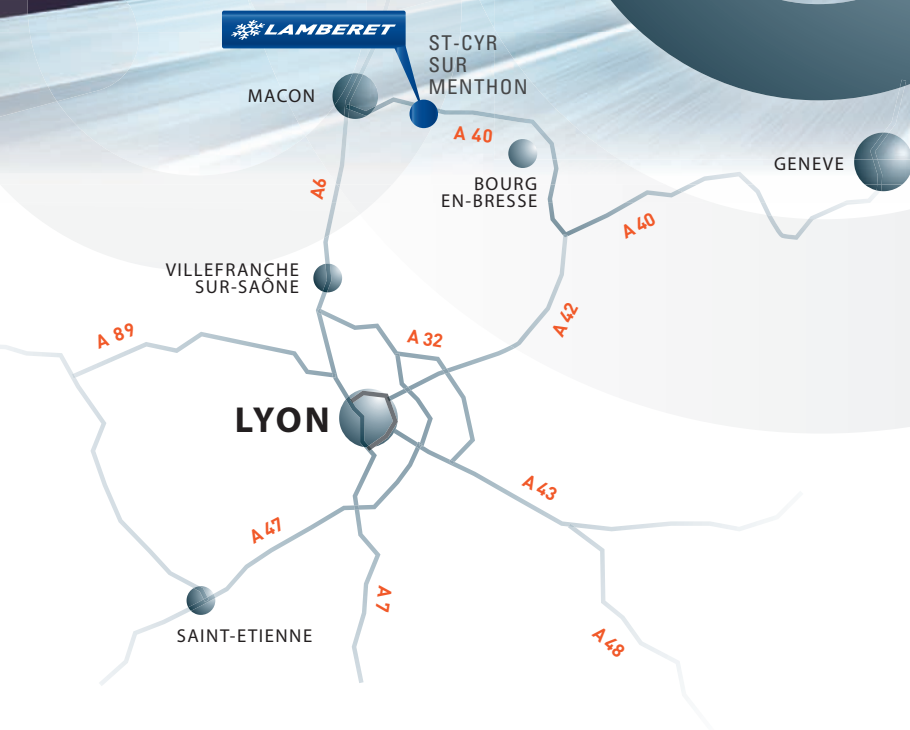 LAMBERET
ST-CYR
SUR
MENTHON
MACON
A 40
BOURG
EN-BRESSE
GENEVE
A6
A 40
VILLEFRANCHE
SUR-SAÔNE
A 42
A 89
A 32
LYON
A 43
A 47
A 7
SAINT-ETIENNE
A 48